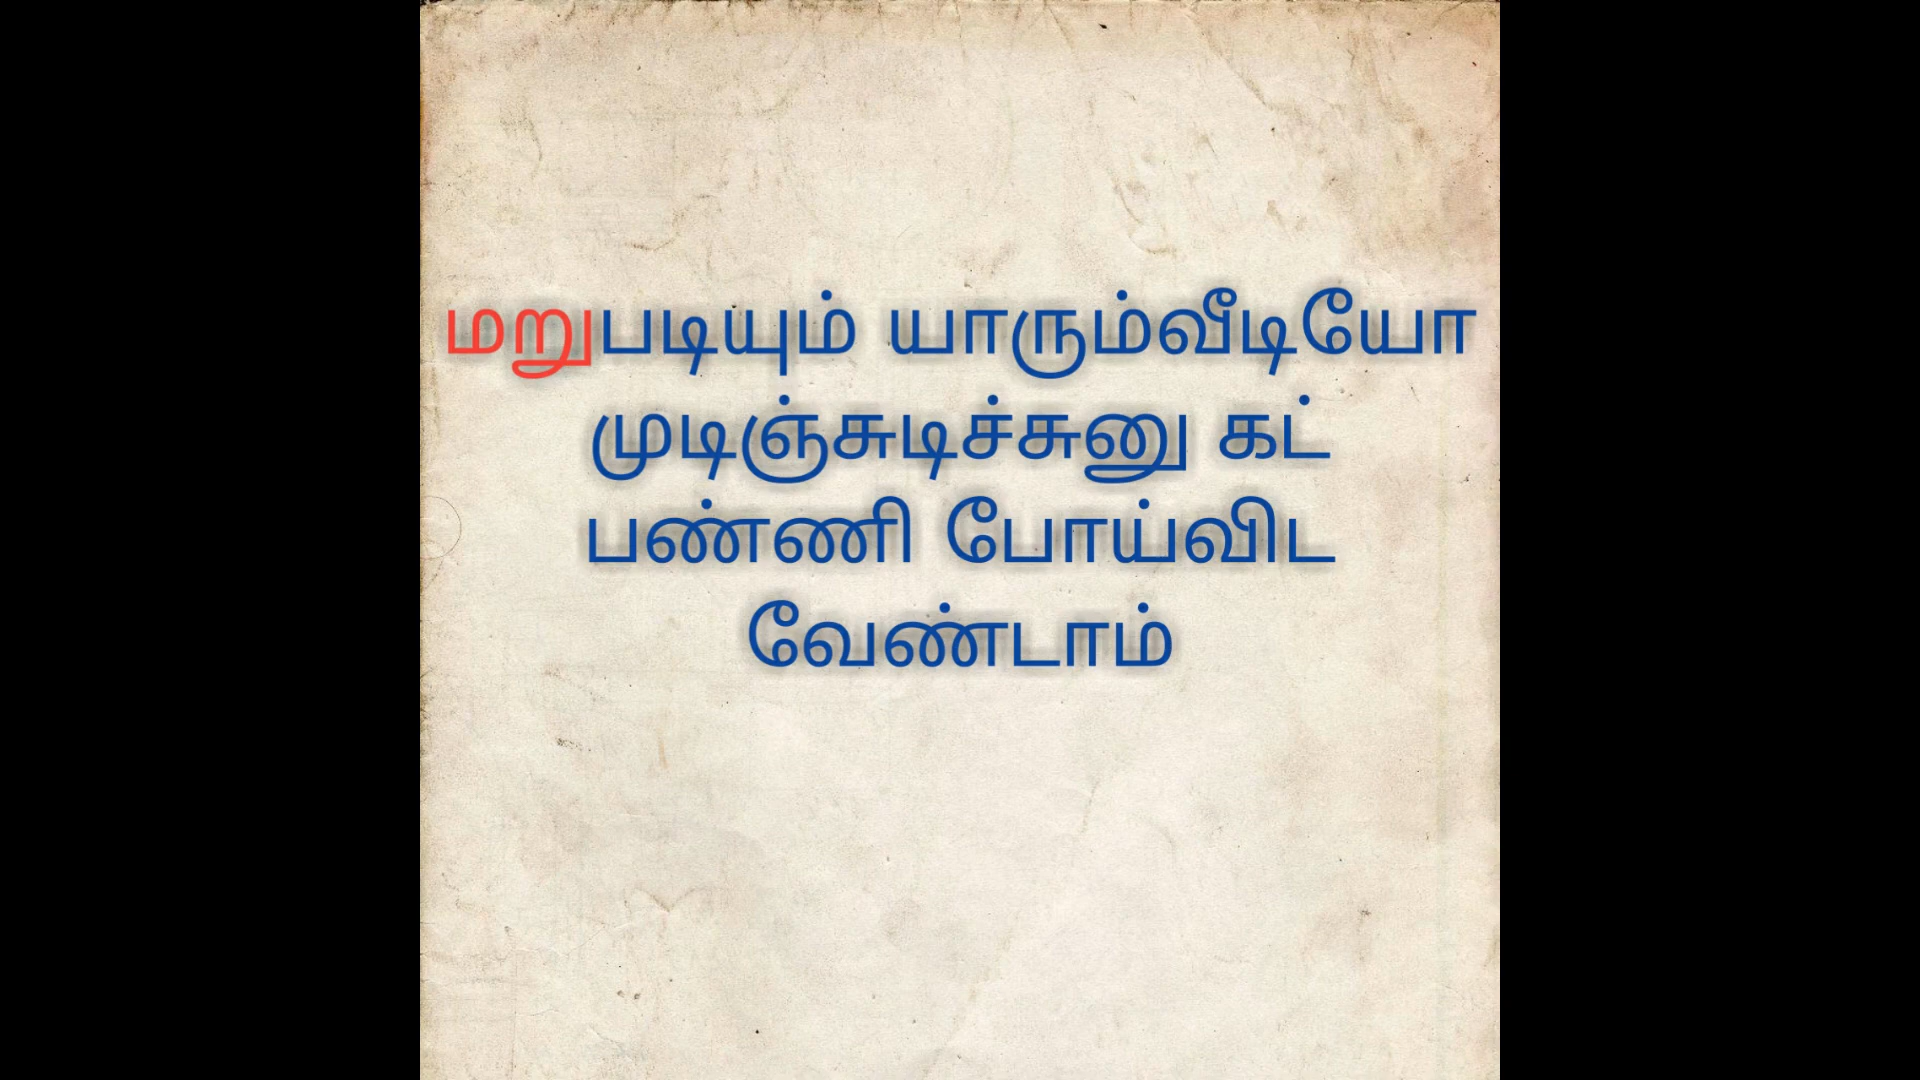 மறுபடியும் யாரும்வீடியோ
முடிஞ்சுடிச்சுனு கட்
பண்ணி போய்விட
வேண்டாம்